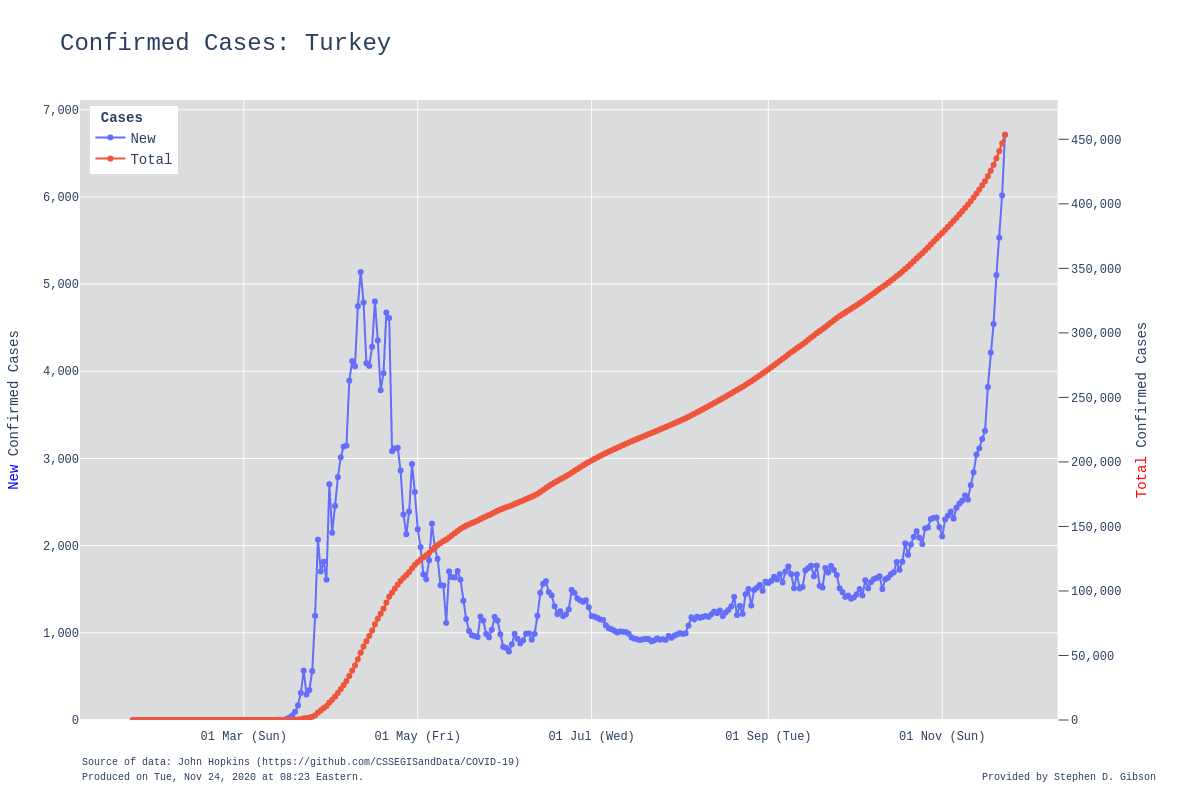 Confirmed Cases: Turkey
Cases
New
Total
7,000
6,000
5,000
4,000
3,000
2,000
1,000
0
New Confirmed Cases
450,000
400,000
350,000
300,000
250,000
200,000
150,000
100,000
50,000
0
Total Confirmed Cases
01 Mar (Sun)
01 May (Fri)
01 Jul (Wed)
01 Sep (Tue)
01 Nov (Sun)
Source of data: John Hopkins (https://github.com/CSSEGISandData/COVID-19)
Produced on Tue, Nov 24, 2020 at 08:23 Eastern.
Provided by Stephen D. Gibson